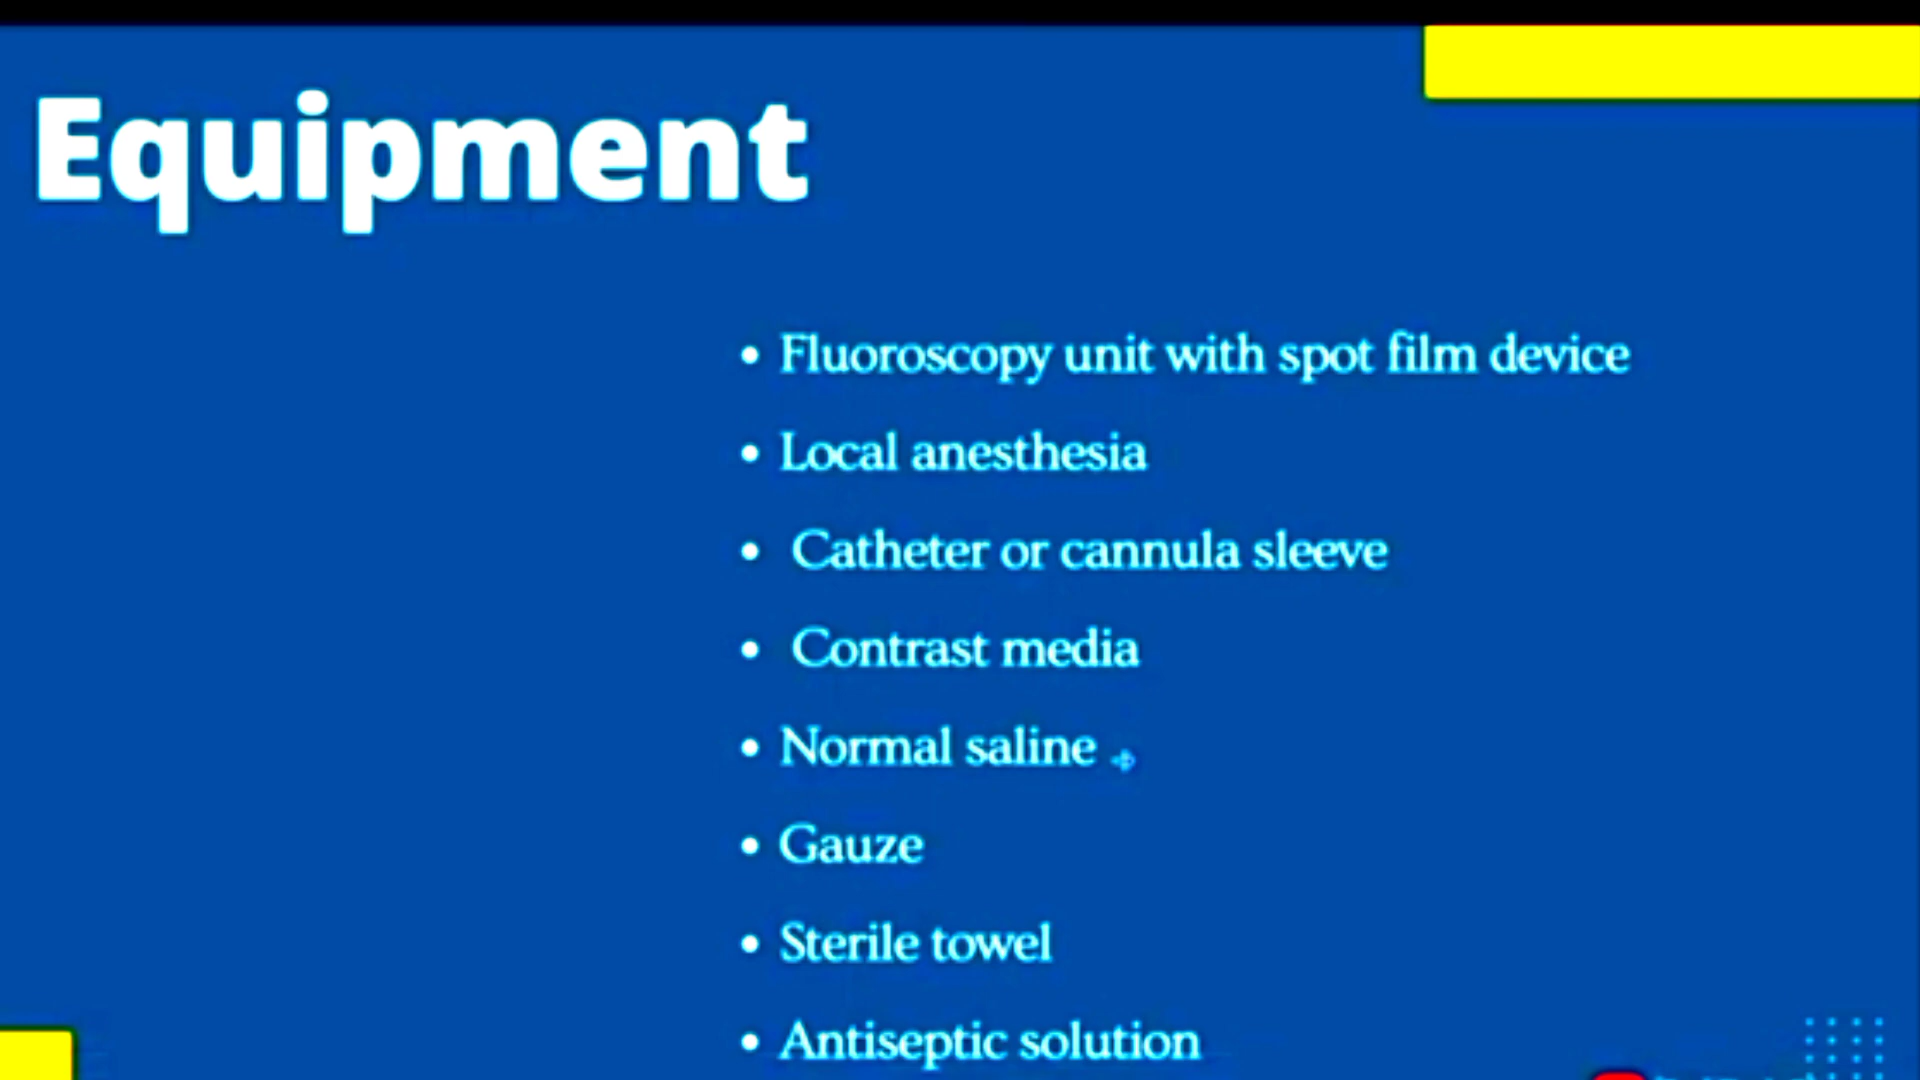 Equipment
• Fluoroscopy unit with spot film device
• Local anesthesia
• Catheter or cannula sleeve
• Contrast media
• Normal saline
• Gauze
• Sterile towel
• Antiseptic solution